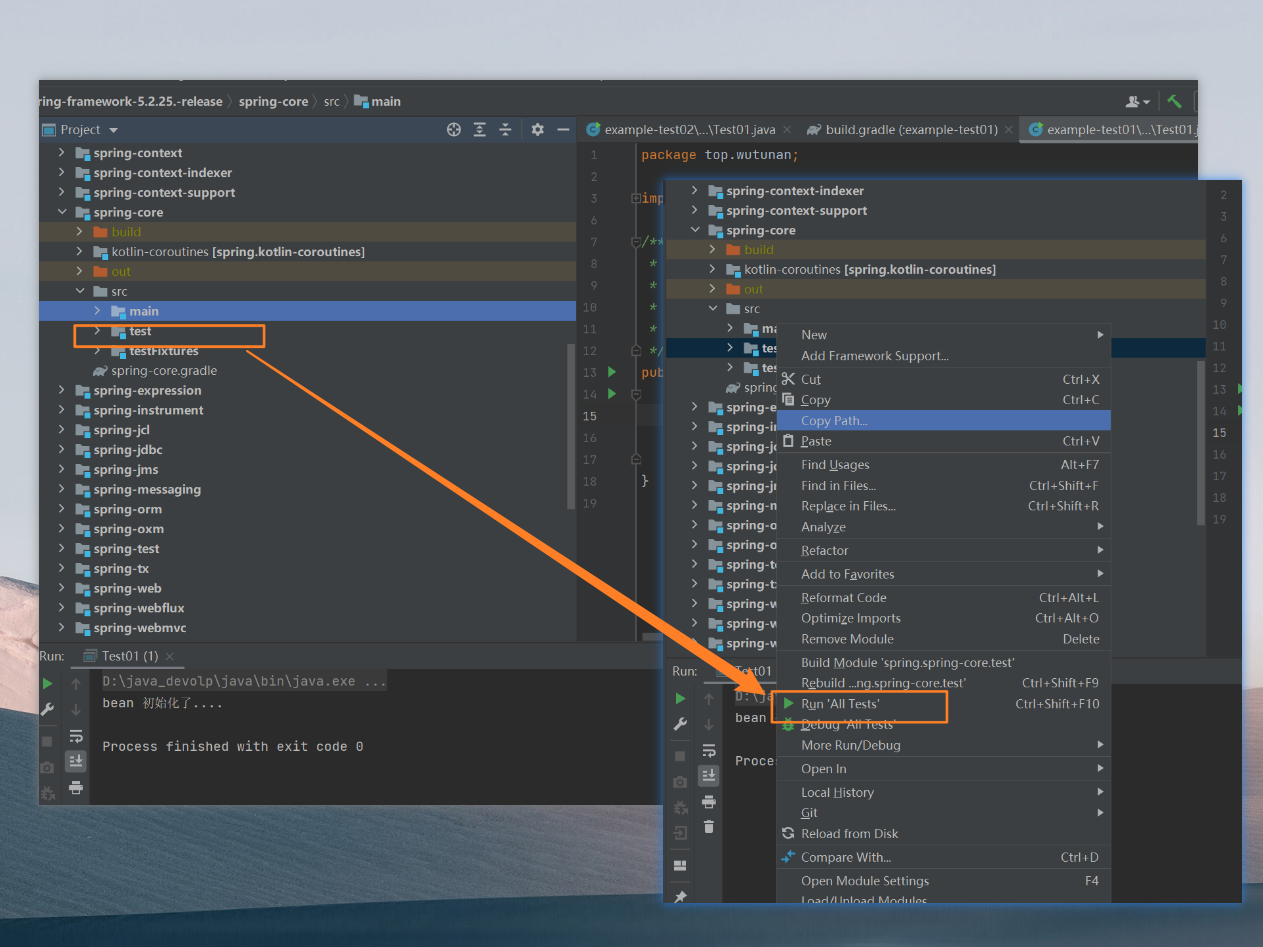 ring-framework-5.2.25.-release 〉 spring-core 〉 src 〉 main
Project
example-test02\...\Test01.java
build.gradle (:example-test01)
example-test01\...\Test01.j
spring-context
spring-context-indexer
spring-context-support
spring-core
build
kotlin-coroutines [spring.kotlin-coroutines]
out
src
main
test
testFixtures
spring-core.gradle
spring-expression
spring-instrument
spring-jcl
spring-jdbc
spring-jms
spring-messaging
spring-orm
spring-oxm
spring-test
spring-tx
spring-web
spring-webflux
spring-webmvc
1 package top.wutunan;
2
3 imp
6
7 /**
8 *
9 *
10 *
11 *
12 */
13 pub
14
15
16
17
18 }
19
Run: Test01 (1)
D:\java_devolp\java\bin\java.exe ...
bean 初始化了....
Process finished with exit code 0
spring-context-indexer
spring-context-support
spring-core
build
kotlin-coroutines [spring.kotlin-coroutines]
out
src
ma
tes
tes
spring
spring-e
spring-i
spring-jc
spring-jd
spring-jr
spring-m
spring-o
spring-o
spring-te
spring-tx
spring-w
spring-w
spring-w
2
3
6
7
8
9
10
11
12
13
14
15
16
17
18
19
New
Add Framework Support...
Cut Ctrl+X
Copy Ctrl+C
Copy Path...
Paste Ctrl+V
Find Usages Alt+F7
Find in Files... Ctrl+Shift+F
Replace in Files... Ctrl+Shift+R
Analyze
Refactor
Add to Favorites
Reformat Code Ctrl+Alt+L
Optimize Imports Ctrl+Alt+O
Remove Module Delete
Build Module 'spring.spring-core.test'
Rebuild ...ng.spring-core.test' Ctrl+Shift+F9
Run 'All Tests' Ctrl+Shift+F10
Debug 'All Tests'
More Run/Debug
Open In
Local History
Git
Reload from Disk
Compare With... Ctrl+D
Open Module Settings F4
Load/Unload Modules
Run: Test01
D:\ja
bean
Proces